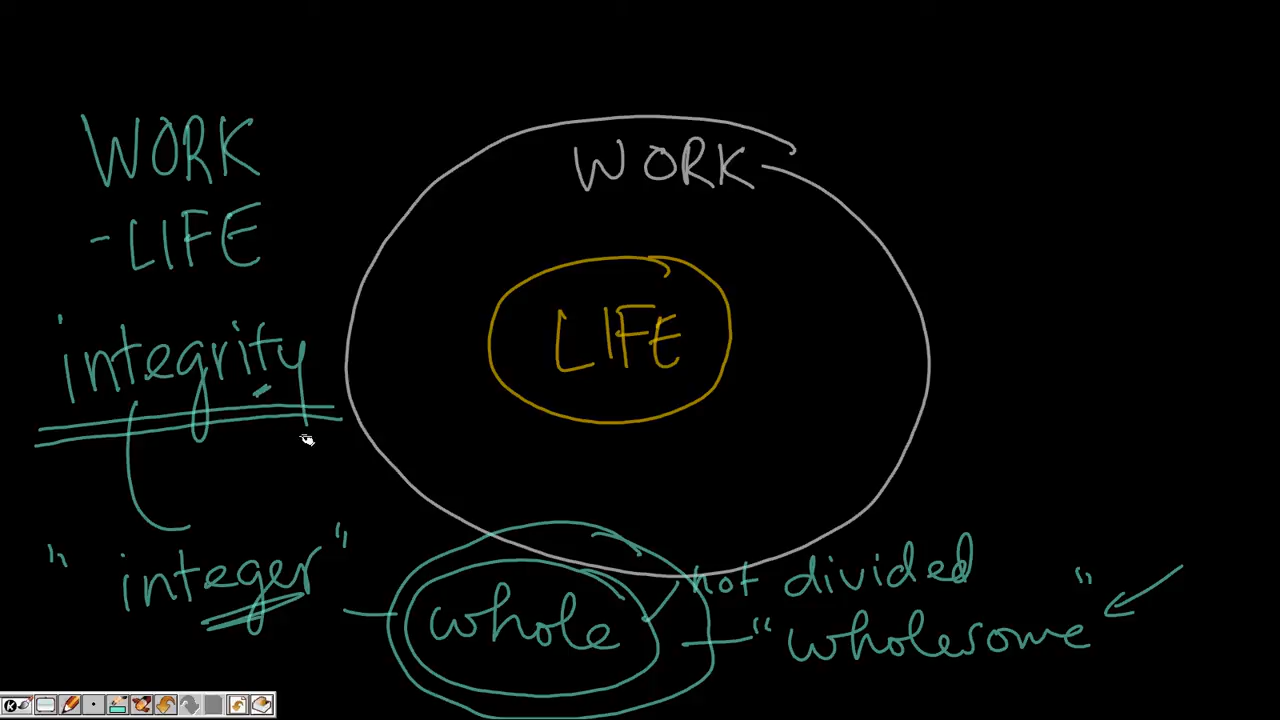 WORK
-LIFE
integrity
"integer"
WORK
LIFE
whole
not divided
"wholesome"